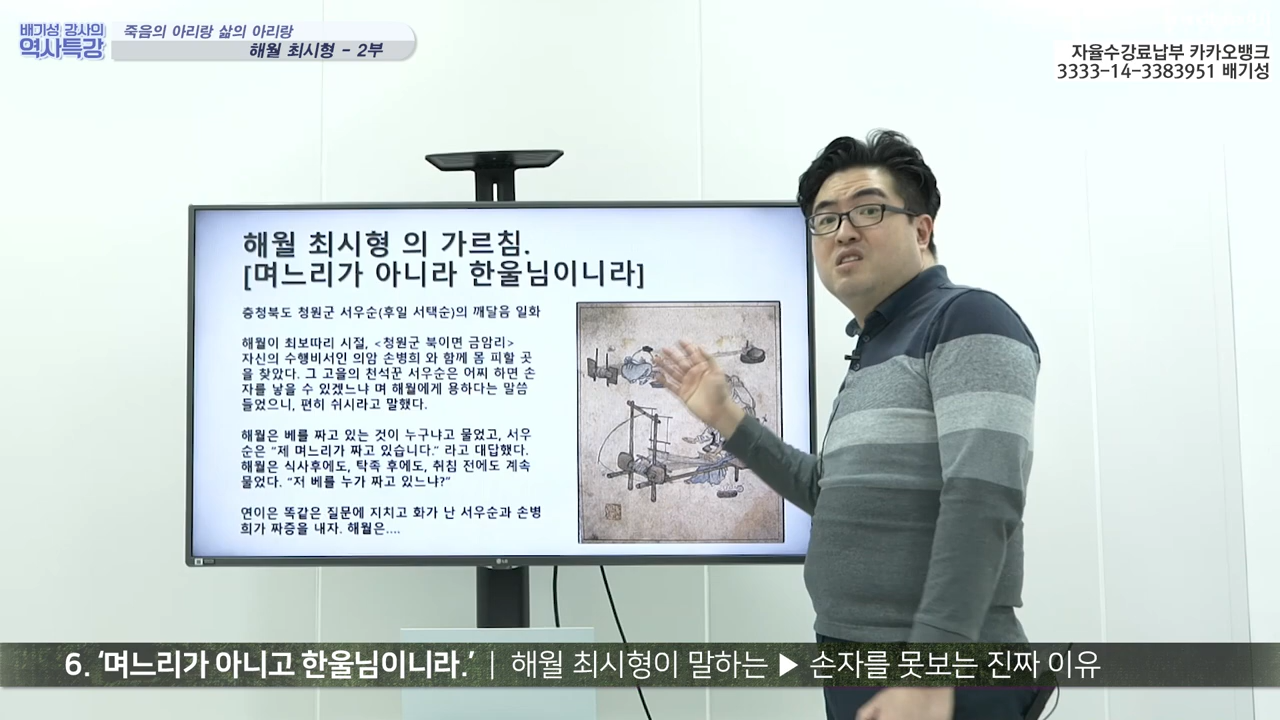 배기성 강사의
역사특강
죽음의 아리랑 삶의 아리랑
해월 최시형 - 2부
자율수강료납부 카카오뱅크
3333-14-3383951 배기성
해월 최시형 의 가르침.
[며느리가 아니라 한울님이니라]
충청북도 청원군 서우순(후일 서택순)의 깨달음 일화
해월이 최보따리 시절, <청원군 북이면 금암리>
자신의 수행비서인 의암 손병희 와 함께 몸 피할 곳
을 찾았다. 그 고을의 천석꾼 서우순은 어찌 하면 손
자를 낳을 수 있겠느냐 며 해월에게 용하다는 말씀
들었으니, 편히 쉬시라고 말했다.
해월은 베를 짜고 있는 것이 누구냐고 물었고, 서우
순은 "제 며느리가 짜고 있습니다." 라고 대답했다.
해월은 식사후에도, 탁족 후에도, 취침 전에도 계속
물었다. "저 베를 누가 짜고 있느냐?"
연이은 똑같은 질문에 지치고 화가 난 서우순과 손병
희가 짜증을 내자. 해월은....
LG
6. '며느리가 아니고 한울님이니라.' | 해월 최시형이 말하는 ▶ 손자를 못보는 진짜 이유